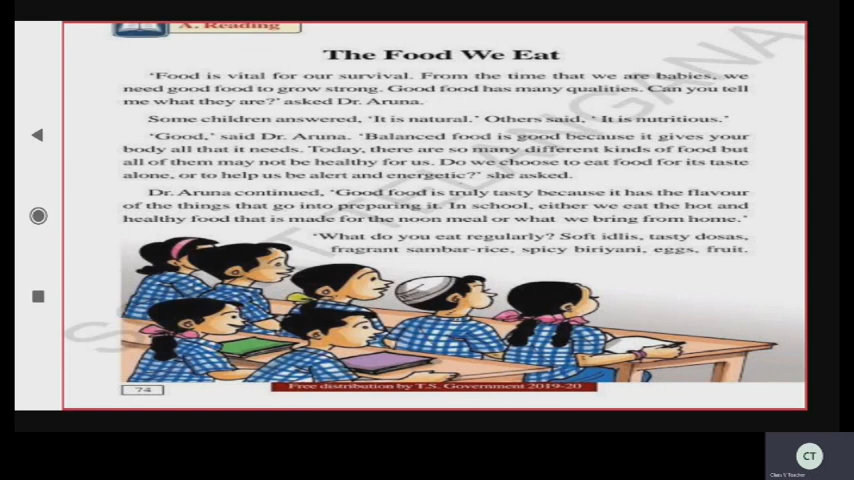 A. Reading
The Food We Eat
'Food is vital for our survival. From the time that we are babies, we
need good food to grow strong. Good food has many qualities. Can you tell
me what they are?' asked Dr. Aruna.
Some children answered, 'It is natural.' Others said, ' It is nutritious.'
'Good,' said Dr. Aruna. 'Balanced food is good because it gives your
body all that it needs. Today, there are so many different kinds of food but
all of them may not be healthy for us. Do we choose to eat food for its taste
alone, or to help us be alert and energetic?' she asked.
Dr. Aruna continued, 'Good food is truly tasty because it has the flavour
of the things that go into preparing it. In school, either we eat the hot and
healthy food that is made for the noon meal or what we bring from home.'
'What do you eat regularly? Soft idlis, tasty dosas,
fragrant sambar-rice, spicy biriyani, eggs, fruit.
74
Free distribution by T.S. Government 2019-20
TELANGANA
CT